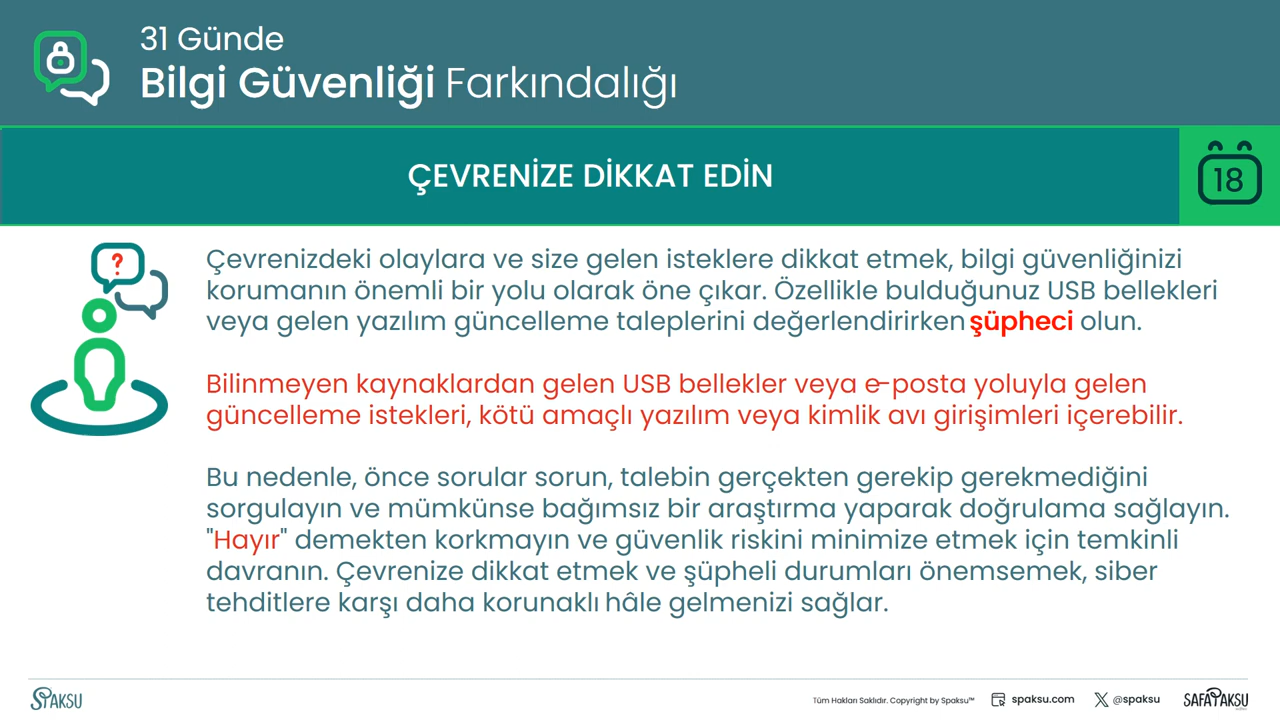 31 Günde
Bilgi Güvenliği Farkındalığı
ÇEVRENİZE DİKKAT EDİN
18
?
Çevrenizdeki olaylara ve size gelen isteklere dikkat etmek, bilgi güvenliğinizi
korumanın önemli bir yolu olarak öne çıkar. Özellikle bulduğunuz USB bellekleri
veya gelen yazılım güncelleme taleplerini değerlendirirken şüpheci olun.
Bilinmeyen kaynaklardan gelen USB bellekler veya e-posta yoluyla gelen
güncelleme istekleri, kötü amaçlı yazılım veya kimlik avı girişimleri içerebilir.
Bu nedenle, önce sorular sorun, talebin gerçekten gerekip gerekmediğini
sorgulayın ve mümkünse bağımsız bir araştırma yaparak doğrulama sağlayın.
"Hayır" demekten korkmayın ve güvenlik riskini minimize etmek için temkinli
davranın. Çevrenize dikkat etmek ve şüpheli durumları önemsemek, siber
tehditlere karşı daha korunaklı hâle gelmenizi sağlar.
SPAKSU
Tüm Hakları Saklıdır. Copyright by Spaksu™
spaksu.com
@spaksu
SAFA PAKSU